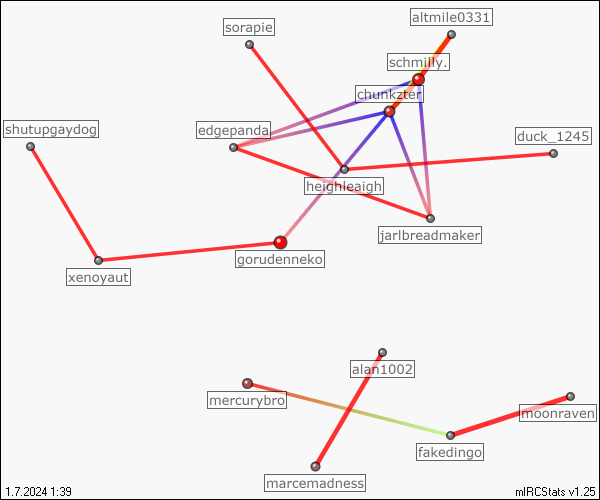 altmile0331
sorapie
schmilly.
chunkzter
shutupgaydog
edgepanda
duck_1245
heighleaigh
jarlbreadmaker
gorudenneko
xenoyaut
alan1002
mercurybro
moonraven
fakedingo
marcemadness
1.7.2024 1:39
mIRCStats v1.25